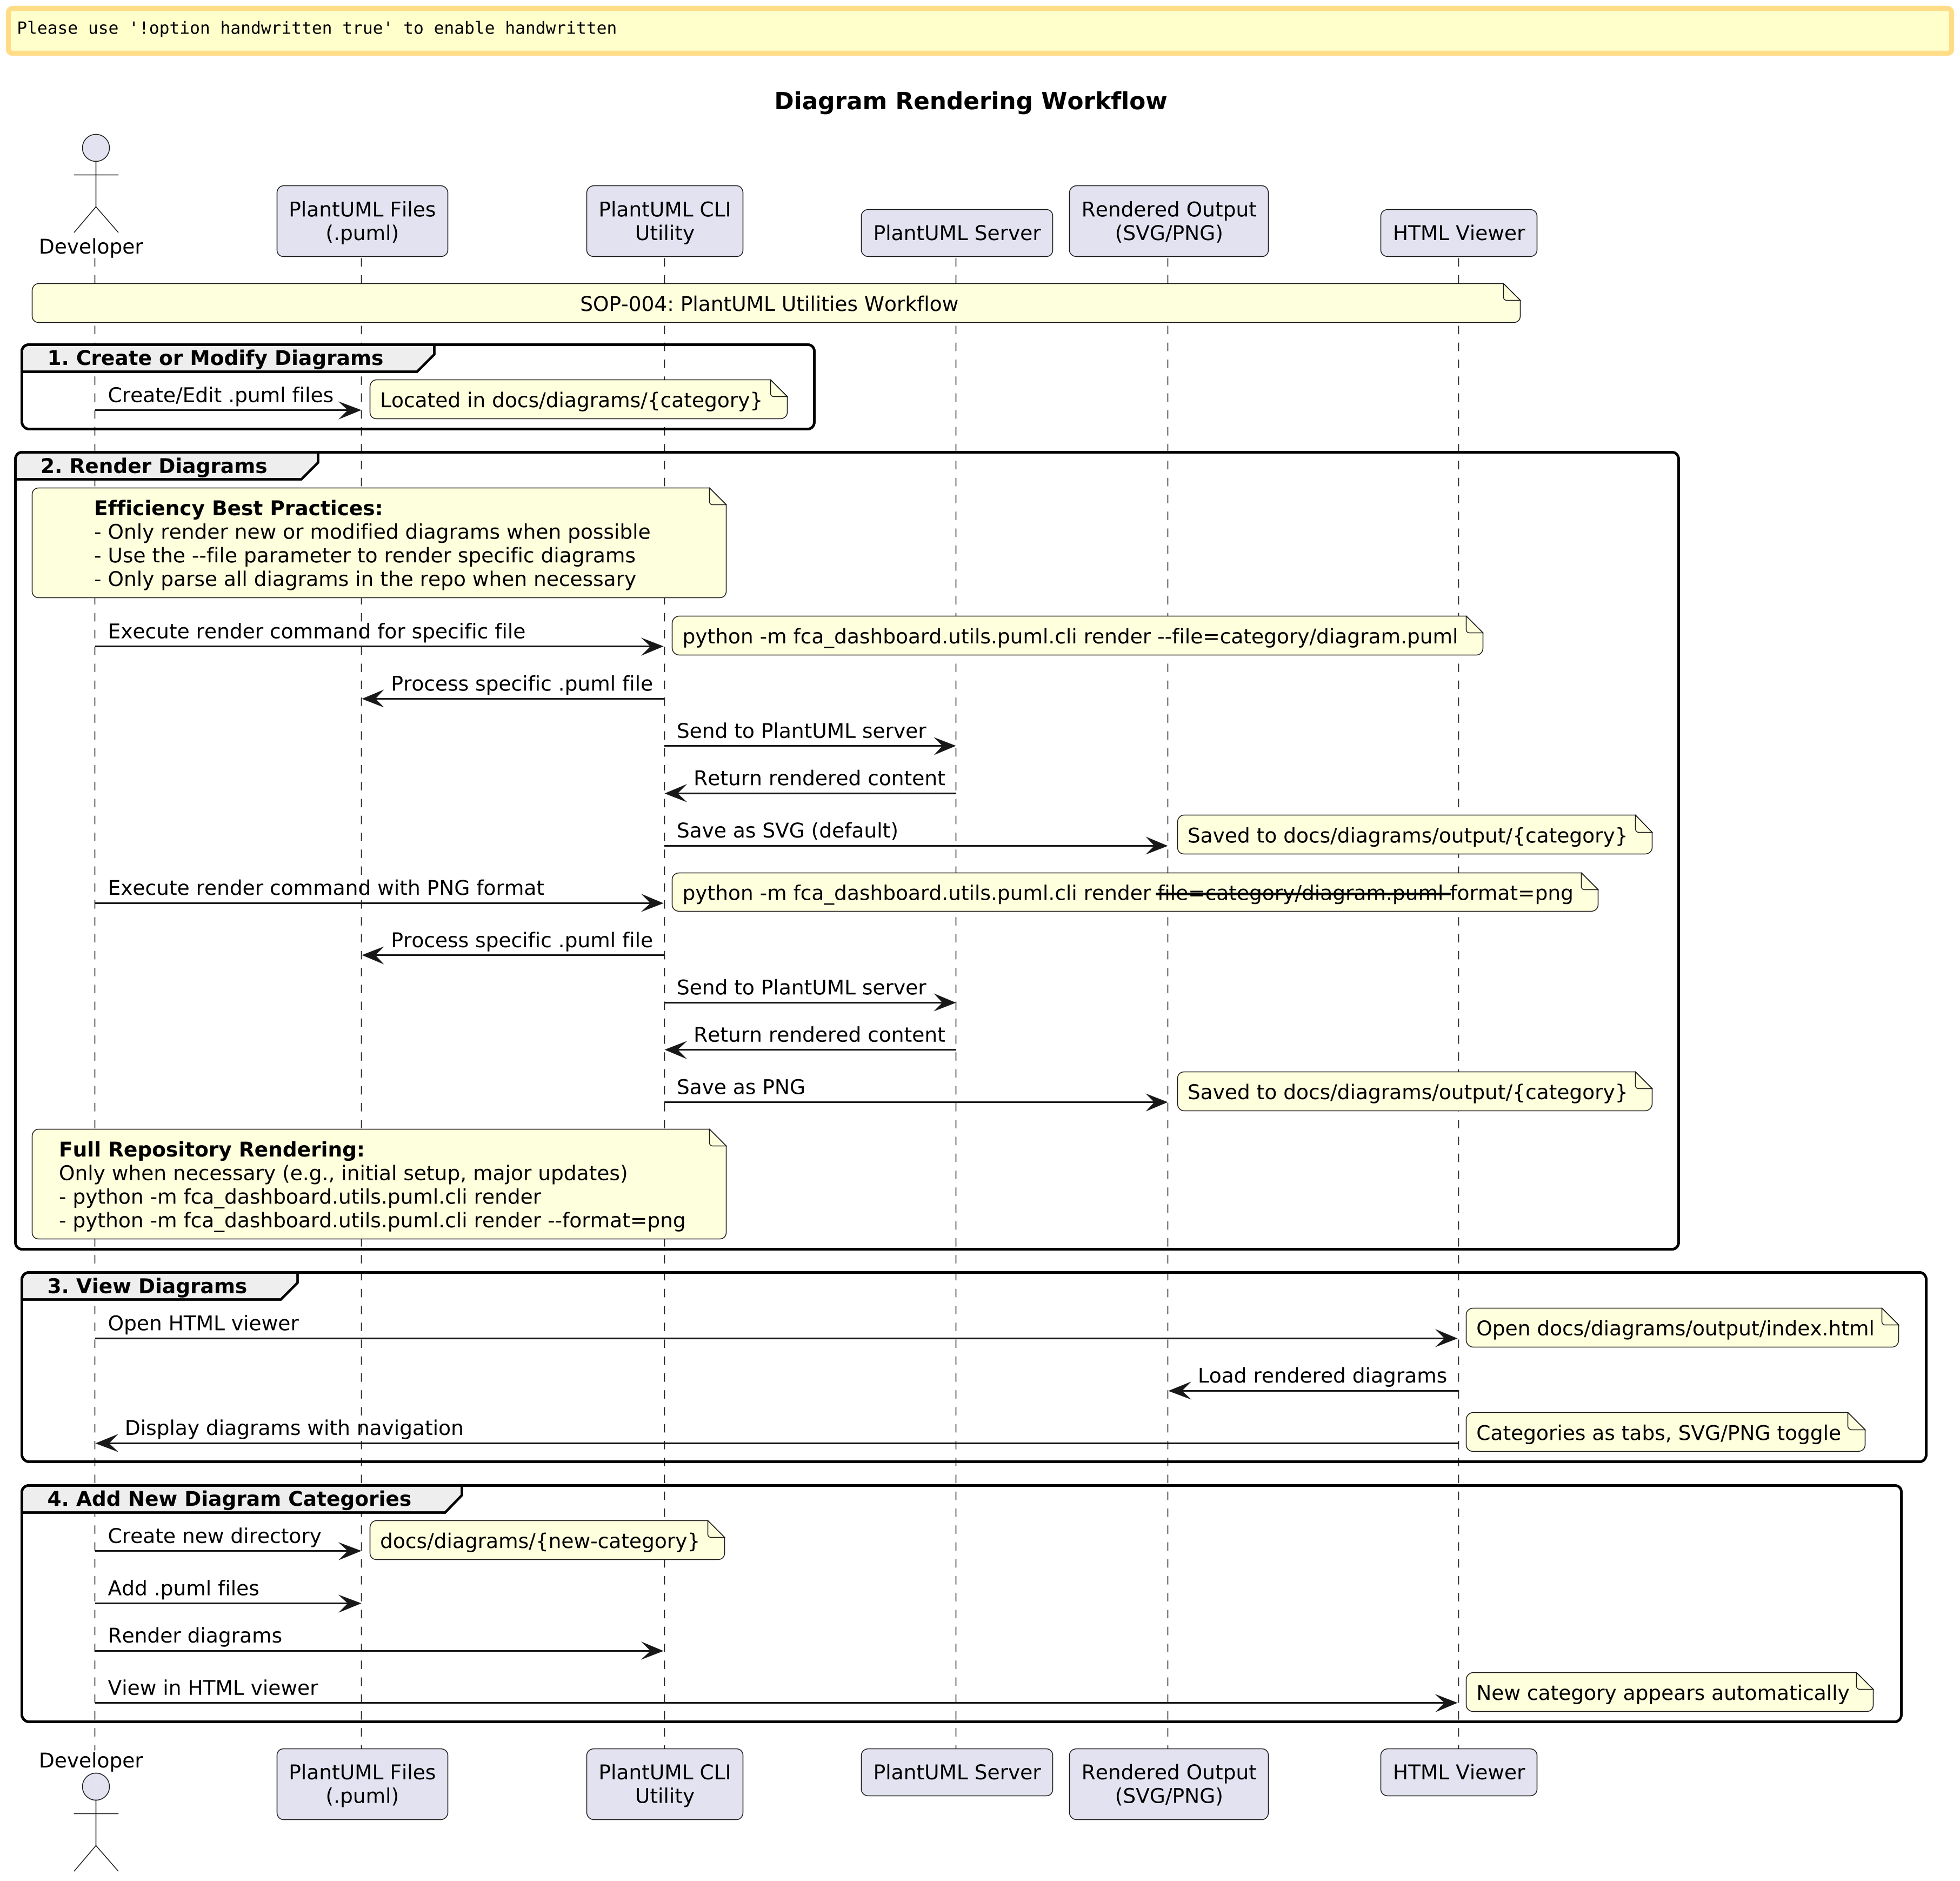 Please use '!option handwritten true' to enable handwritten
Diagram Rendering Workflow
Developer
PlantUML Files
(.puml)
PlantUML CLI
Utility
PlantUML Server
Rendered Output
(SVG/PNG)
HTML Viewer
SOP-004: PlantUML Utilities Workflow
1. Create or Modify Diagrams
Create/Edit .puml files
Located in docs/diagrams/{category}
2. Render Diagrams
Efficiency Best Practices:
- Only render new or modified diagrams when possible
- Use the --file parameter to render specific diagrams
- Only parse all diagrams in the repo when necessary
Execute render command for specific file
python -m fca_dashboard.utils.puml.cli render --file=category/diagram.puml
Process specific .puml file
Send to PlantUML server
Return rendered content
Save as SVG (default)
Saved to docs/diagrams/output/{category}
Execute render command with PNG format
python -m fca_dashboard.utils.puml.cli render file=category/diagram.puml format=png
Process specific .puml file
Send to PlantUML server
Return rendered content
Save as PNG
Saved to docs/diagrams/output/{category}
Full Repository Rendering:
Only when necessary (e.g., initial setup, major updates)
- python -m fca_dashboard.utils.puml.cli render
- python -m fca_dashboard.utils.puml.cli render --format=png
3. View Diagrams
Open HTML viewer
Open docs/diagrams/output/index.html
Load rendered diagrams
Display diagrams with navigation
Categories as tabs, SVG/PNG toggle
4. Add New Diagram Categories
Create new directory
docs/diagrams/{new-category}
Add .puml files
Render diagrams
View in HTML viewer
New category appears automatically
Developer
PlantUML Files
(.puml)
PlantUML CLI
Utility
PlantUML Server
Rendered Output
(SVG/PNG)
HTML Viewer